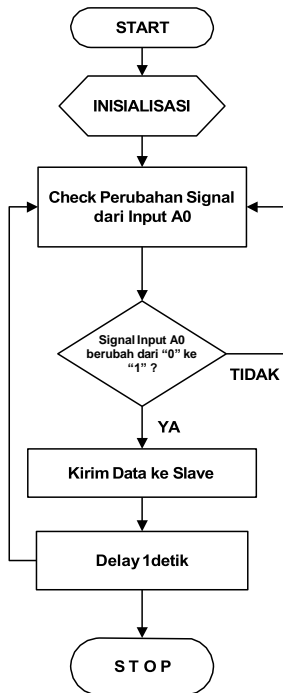 START
INISIALISASI
Check Perubahan Signal
dari Input A0
Signal Input A0
berubah dari “0” ke
“1” ?
TIDAK
YA
Kirim Data ke Slave
Delay 1detik
S T O P